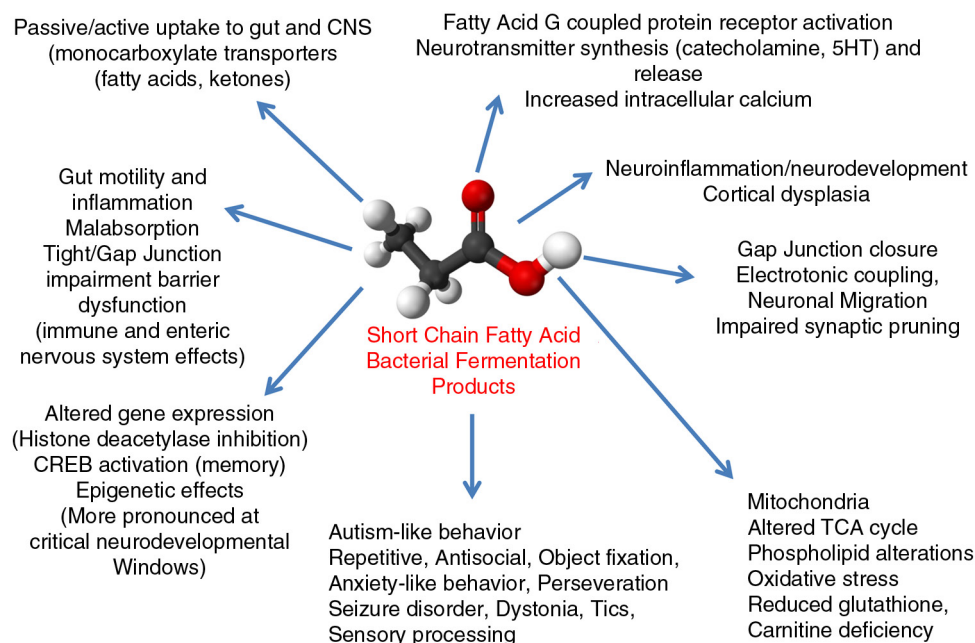 Passive/active uptake to gut and CNS
(monocarboxylate transporters
(fatty acids, ketones)
Fatty Acid G coupled protein receptor activation
Neurotransmitter synthesis (catecholamine, 5HT) and
release
Increased intracellular calcium
Neuroinflammation/neurodevelopment
Cortical dysplasia
Gut motility and
inflammation
Malabsorption
Tight/Gap Junction
impairment barrier
dysfunction
(immune and enteric
nervous system effects)
Gap Junction closure
Electrotonic coupling,
Neuronal Migration
Impaired synaptic pruning
Short Chain Fatty Acid
Bacterial Fermentation
Products
Altered gene expression
(Histone deacetylase inhibition)
CREB activation (memory)
Epigenetic effects
(More pronounced at
critical neurodevelopmental
Windows)
Autism-like behavior
Repetitive, Antisocial, Object fixation,
Anxiety-like behavior, Perseveration
Seizure disorder, Dystonia, Tics,
Sensory processing
Mitochondria
Altered TCA cycle
Phospholipid alterations
Oxidative stress
Reduced glutathione,
Carnitine deficiency